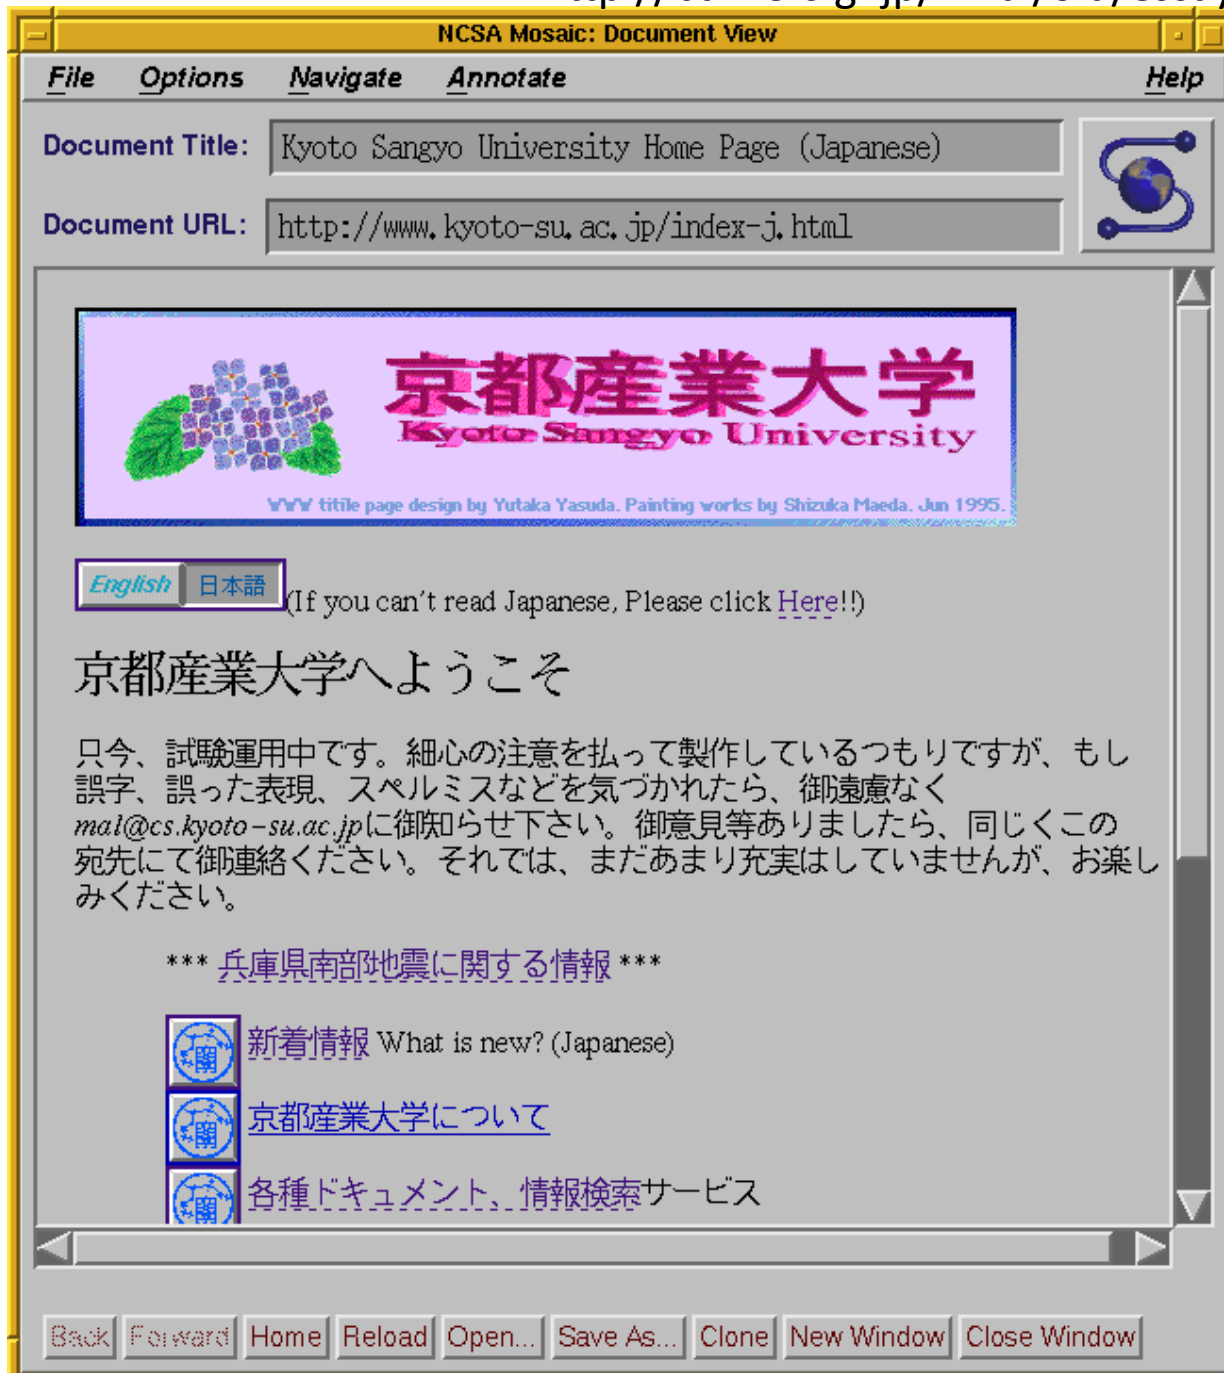 NCSA Mosaic: Document View
File Options Navigate Annotate Help
Document Title: Kyoto Sangyo University Home Page (Japanese)
Document URL: http://www.kyoto-su.ac.jp/index-j.html
京都産業大学
Kyoto Sangyo University
WWW titile page design by Yutaka Yasuda. Painting works by Shizuka Maeda. Jun 1995.
English 日本語 (If you can't read Japanese, Please click Here!!)
京都産業大学へようこそ
只今、試験運用中です。細心の注意を払って製作しているつもりですが、もし
誤字、誤った表現、スペルミスなどを気づかれたら、御遠慮なく
mal@cs.kyoto-su.ac.jpに御知らせ下さい。御意見等ありましたら、同じくこの
宛先にて御連絡ください。それでは、まだあまり充実はしていませんが、お楽し
みください。
*** 兵庫県南部地震に関する情報 ***
新着情報 What is new? (Japanese)
京都産業大学について
各種ドキュメント、情報検索サービス
Back Forward Home Reload Open... Save As... Clone New Window Close Window